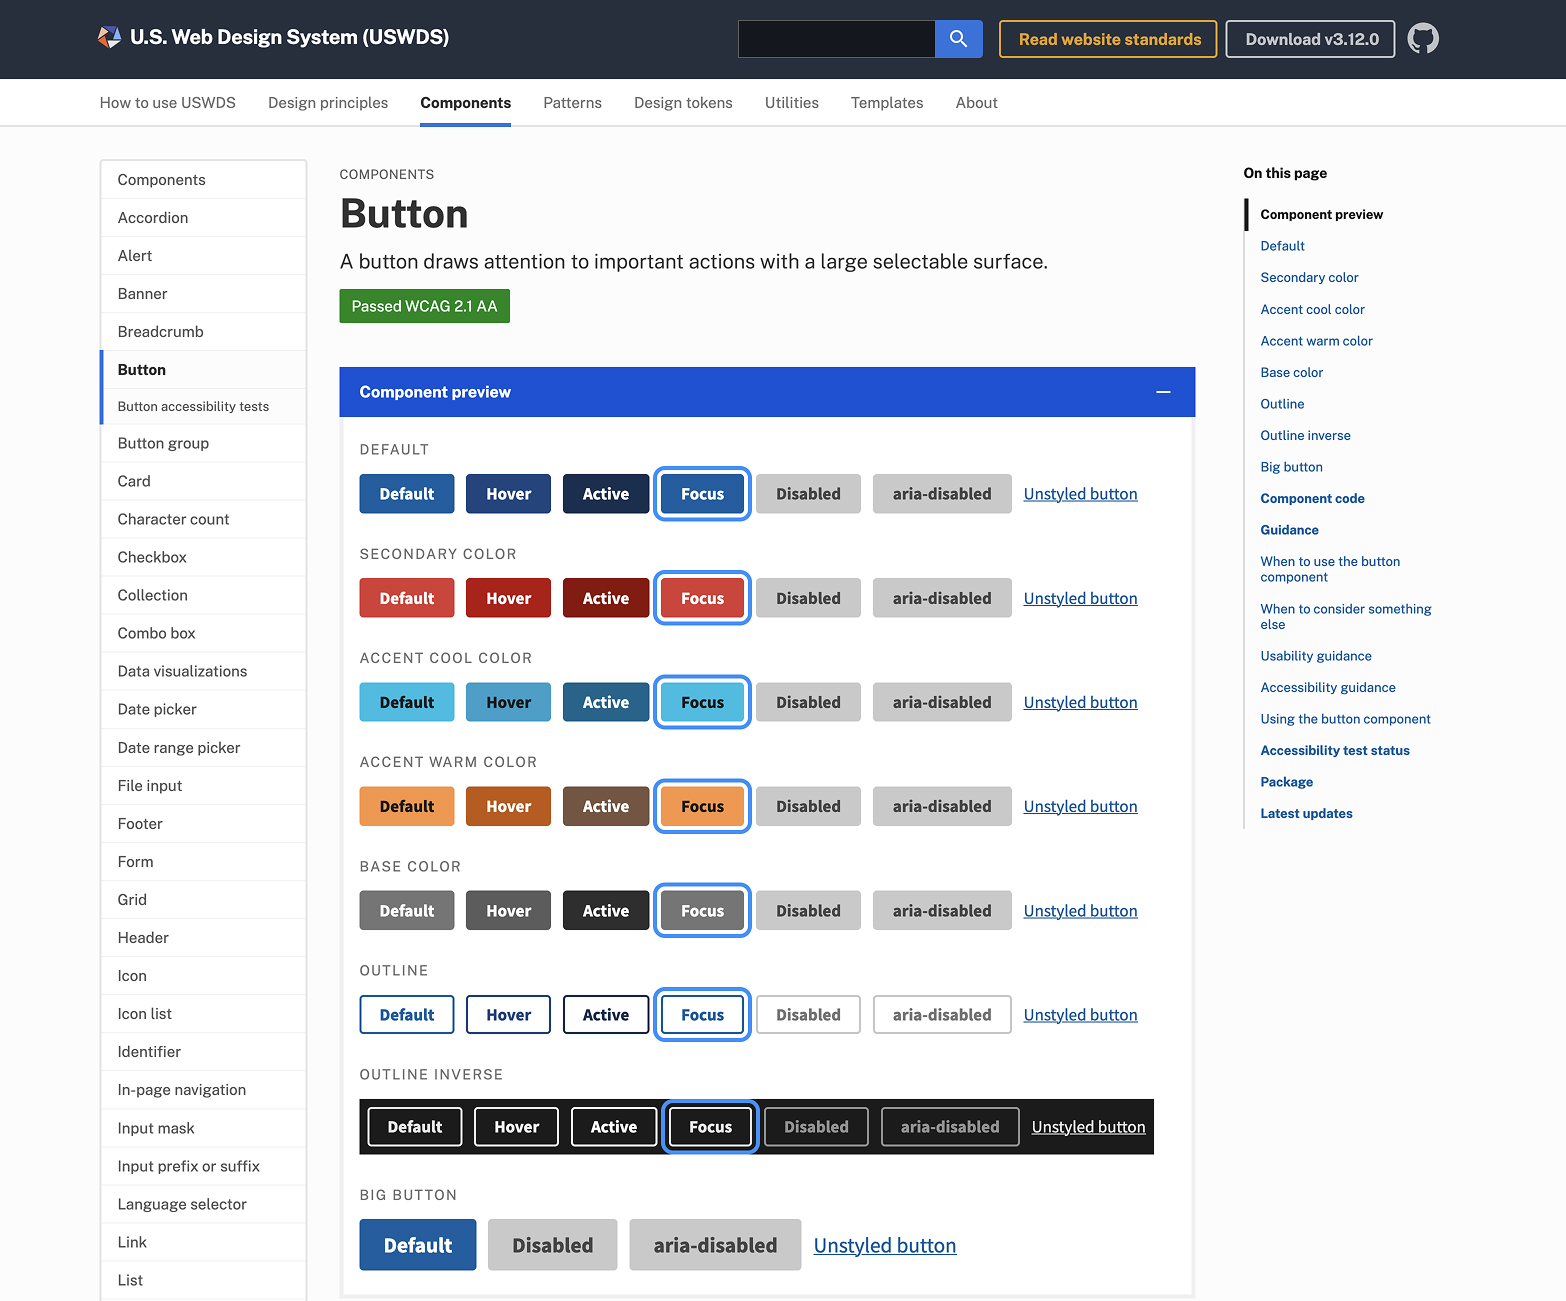 U.S. Web Design System (USWDS)
Read website standards
Download v3.12.0
How to use USWDS Design principles Components Patterns Design tokens Utilities Templates About
Components
Accordion
Alert
Banner
Breadcrumb
Button
Button accessibility tests
Button group
Card
Character count
Checkbox
Collection
Combo box
Data visualizations
Date picker
Date range picker
File input
Footer
Form
Grid
Header
Icon
Icon list
Identifier
In-page navigation
Input mask
Input prefix or suffix
Language selector
Link
List
COMPONENTS
Button
A button draws attention to important actions with a large selectable surface.
Passed WCAG 2.1 AA
Component preview
DEFAULT
Default Hover Active Focus Disabled aria-disabled Unstyled button
SECONDARY COLOR
Default Hover Active Focus Disabled aria-disabled Unstyled button
ACCENT COOL COLOR
Default Hover Active Focus Disabled aria-disabled Unstyled button
ACCENT WARM COLOR
Default Hover Active Focus Disabled aria-disabled Unstyled button
BASE COLOR
Default Hover Active Focus Disabled aria-disabled Unstyled button
OUTLINE
Default Hover Active Focus Disabled aria-disabled Unstyled button
OUTLINE INVERSE
Default Hover Active Focus Disabled aria-disabled Unstyled button
BIG BUTTON
Default Disabled aria-disabled Unstyled button
On this page
Component preview
Default
Secondary color
Accent cool color
Accent warm color
Base color
Outline
Outline inverse
Big button
Component code
Guidance
When to use the button
component
When to consider something
else
Usability guidance
Accessibility guidance
Using the button component
Accessibility test status
Package
Latest updates